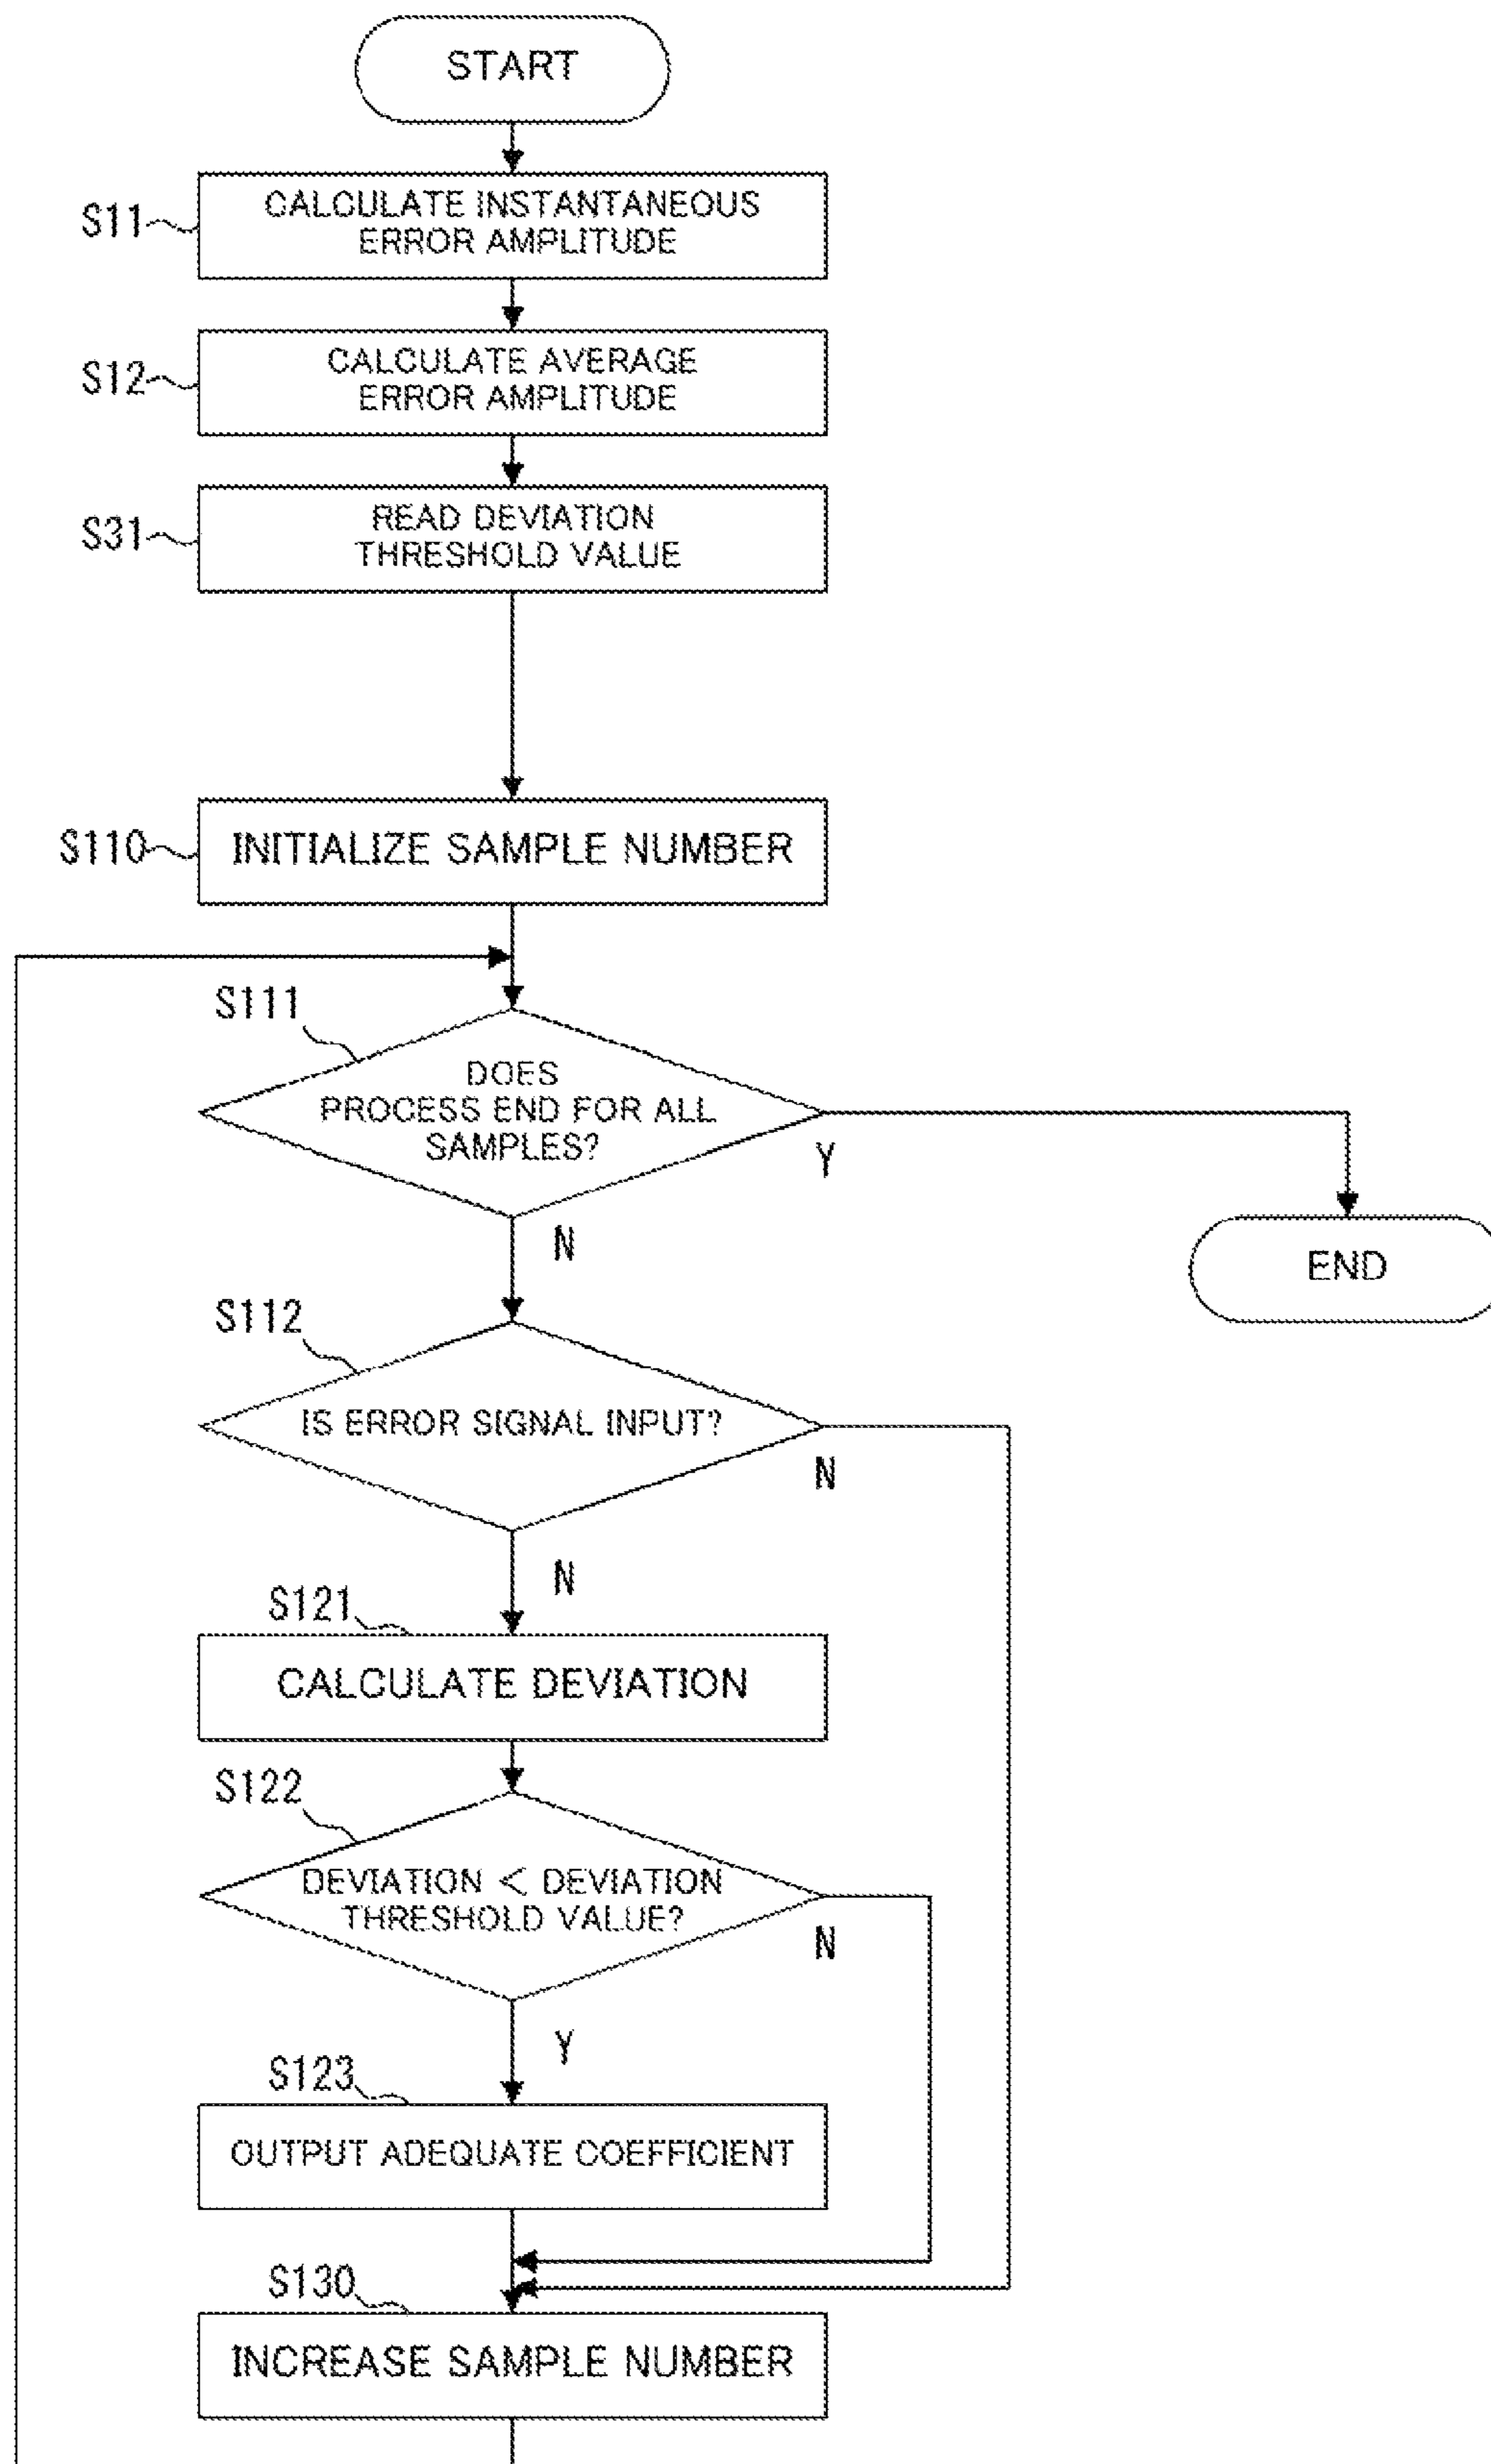 START
S11
CALCULATE INSTANTANEOUS
ERROR AMPLITUDE
S12
CALCULATE AVERAGE
ERROR AMPLITUDE
S31
READ DEVIATION
THRESHOLD VALUE
S110
INITIALIZE SAMPLE NUMBER
S111
DOES
PROCESS END FOR ALL
SAMPLES?
Y
N
END
S112
IS ERROR SIGNAL INPUT?
N
N
S121
CALCULATE DEVIATION
S122
DEVIATION < DEVIATION
THRESHOLD VALUE?
N
Y
S123
OUTPUT ADEQUATE COEFFICIENT
S130
INCREASE SAMPLE NUMBER